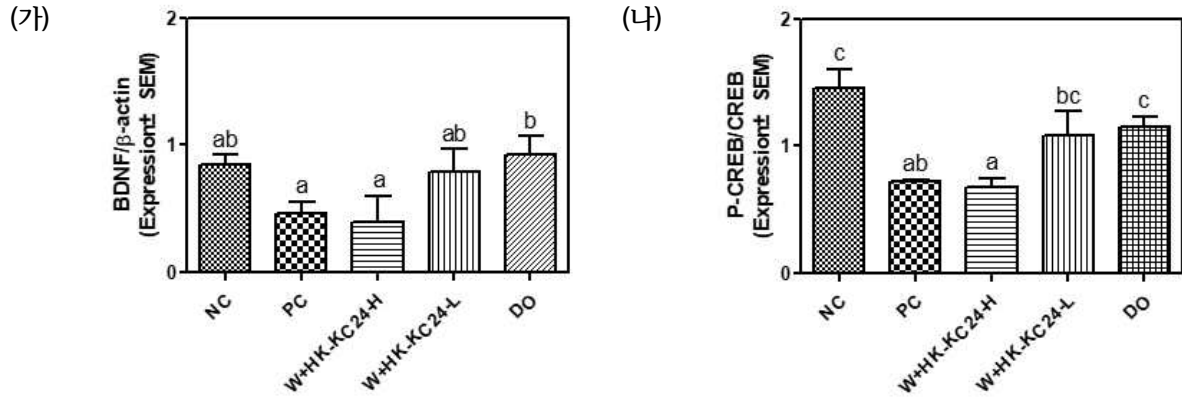 (가)
2
1
0
BDNF/β-actin
(Expression± SEM)
ab
a
a
ab
b
NC
PC
W+HK-KC24-H
W+HK-KC24-L
DO
(나)
2
1
0
P-CREB/CREB
(Expression± SEM)
c
ab
a
bc
c
NC
PC
W+HK-KC24-H
W+HK-KC24-L
DO